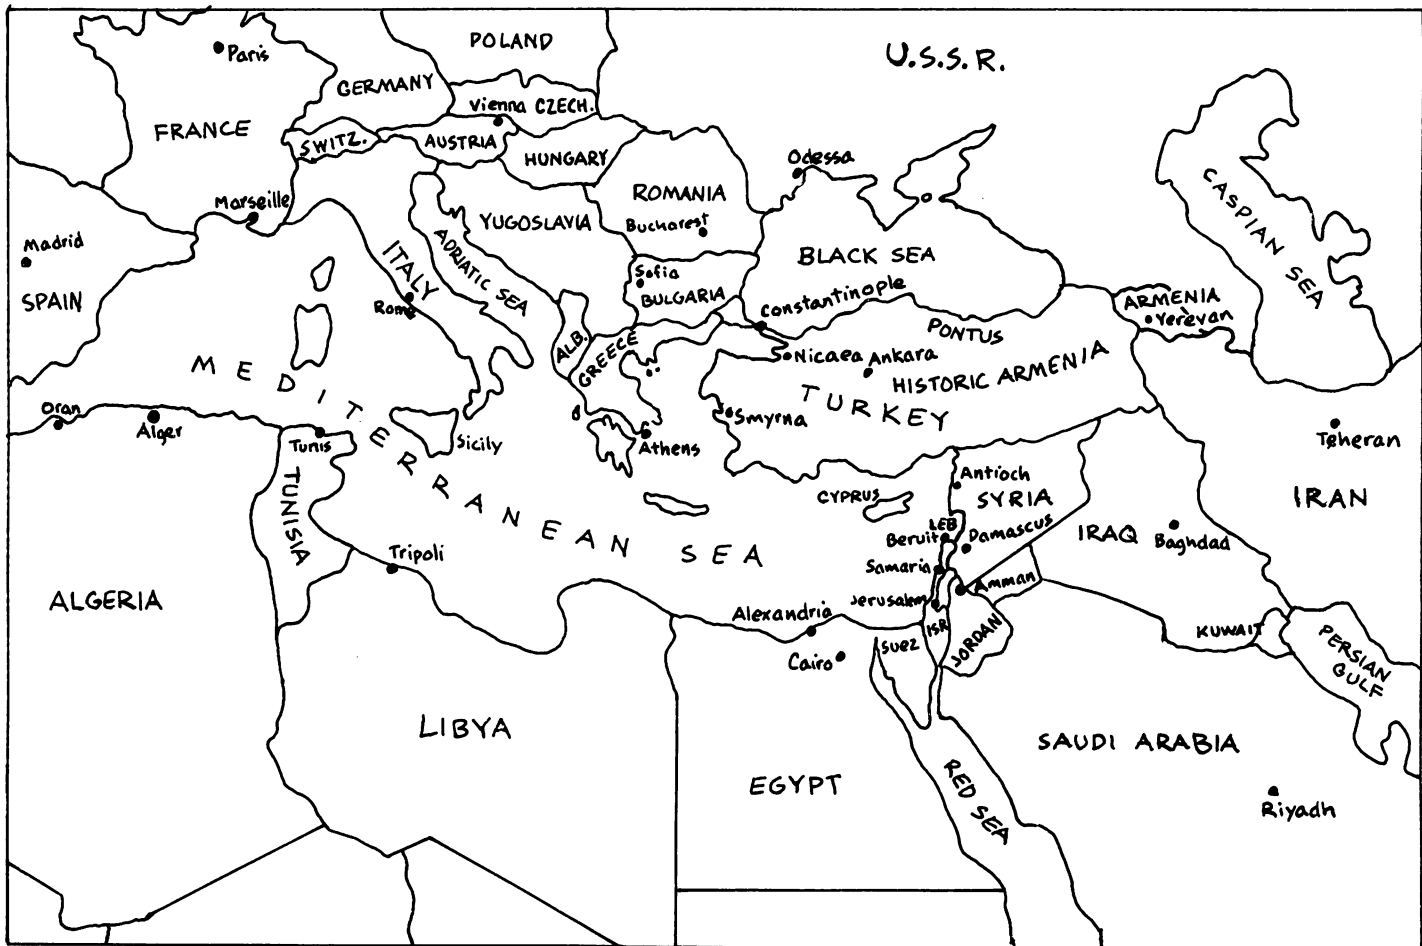 POLAND
U.S.S.R.
Paris
GERMANY
Vienna CZECH.
FRANCE
SWITZ.
AUSTRIA
HUNGARY
Odessa
ROMANIA
CASPIAN SEA
Marseille
YUGOSLAVIA
Bucharest
Madrid
ITALY
ADRIATIC SEA
BLACK SEA
Sofia
SPAIN
BULGARIA
Constantinople
ARMENIA
Yerèvan
Rome
PONTUS
ALB.
GREECE
Nicaea
Ankara
HISTORIC ARMENIA
MEDITERRANEAN SEA
TURKEY
Oran
Alger
Tunis
Sicily
Athens
Smyrna
Teheran
TUNISIA
Antioch
CYPRUS
SYRIA
IRAN
LEB
Beruit
Damascus
IRAQ
Baghdad
Tripoli
Samaria
Amman
ALGERIA
Jerusalem
Alexandria
ISR
JORDAN
KUWAIT
PERSIAN
GULF
Suez
Cairo
LIBYA
SAUDI ARABIA
EGYPT
RED SEA
Riyadh